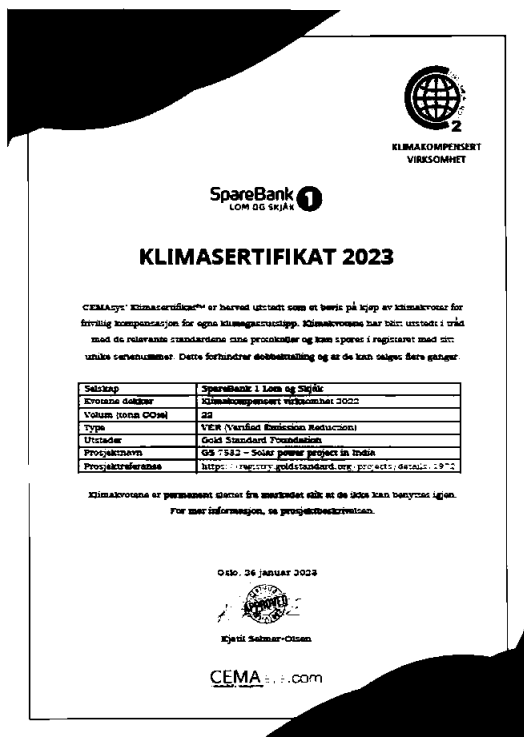 2
KLIMAKOMPENSERT
VIRKSOMHET
SpareBank 1
LOM OG SKJÅK
KLIMASERTIFIKAT 2023
CEMAsys' Klimasertifikat™ er herved utstedt som et bevis på kjøp av klimakvoter for
frivillig kompensasjon for egne klimagassutslipp. Klimakvotene har blitt utstedt i tråd
med de relevante standardene sine protokoller og kan spores i registeret med sitt
unike serienummer. Dette forhindrer dobbeltelling og at de kan selges flere ganger.
Selskap SpareBank 1 Lom og Skjåk
Kvotene dekker Klimakompensert virksomhet 2022
Volum (tonn CO2e) 22
Type VER (Verified Emission Reduction)
Utsteder Gold Standard Foundation
Prosjektnavn GS 7532 – Solar power project in India
Prosjektreferanse https://registry.goldstandard.org/projects/details/1972
Klimakvotene er permanent slettet fra markedet slik at de ikke kan benyttes igjen.
For mer informasjon, se prosjektbeskrivelsen.
Oslo, 26 januar 2023
APPROVED
Kjetil Selmer-Olsen
CEMA .com